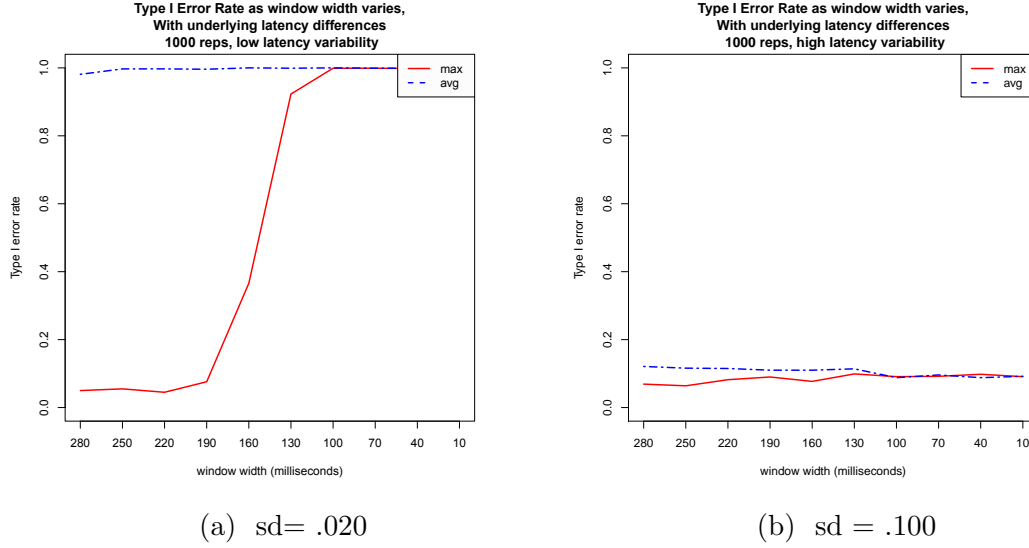 Type I Error Rate as window width varies,
With underlying latency differences
1000 reps, low latency variability
max
avg
Type I error rate
0.0
0.2
0.4
0.6
0.8
1.0
280 250 220 190 160 130 100 70 40 10
window width (milliseconds)
(a) sd= .020
Type I Error Rate as window width varies,
With underlying latency differences
1000 reps, high latency variability
max
avg
Type I error rate
0.0
0.2
0.4
0.6
0.8
1.0
280 250 220 190 160 130 100 70 40 10
window width (milliseconds)
(b) sd = .100